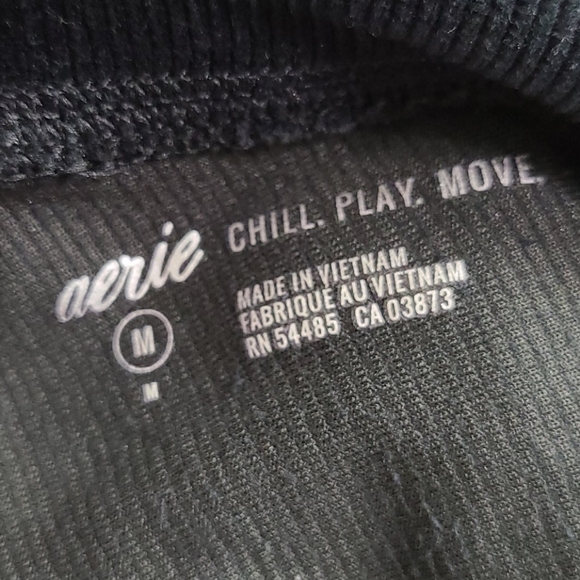 aerie CHILL. PLAY. MOVE.
M
M
MADE IN VIETNAM
FABRIQUE AU VIETNAM
RN 54485 CA 03873